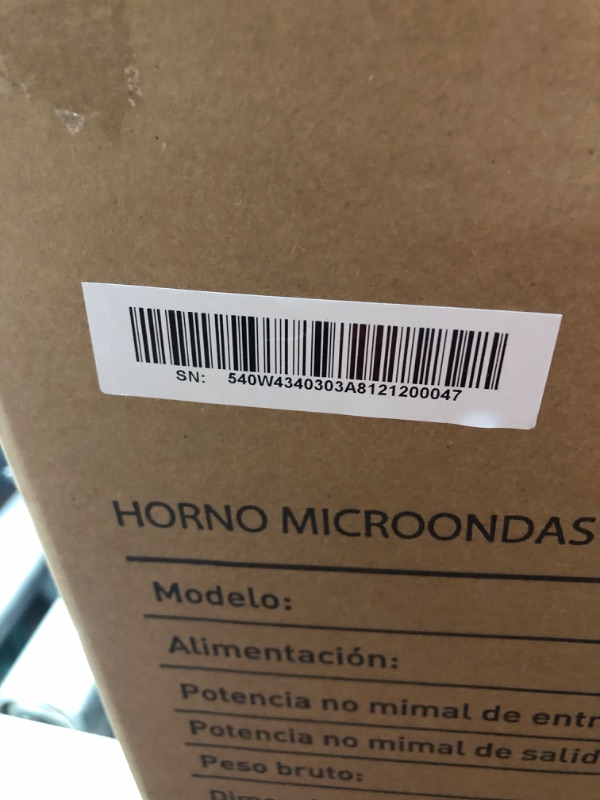 SN: 540W4340303A8121200047
HORNO MICROONDAS
Modelo:
Alimentación:
Potencia no mimal de entr
Potencia no mimal de salid
Peso bruto: